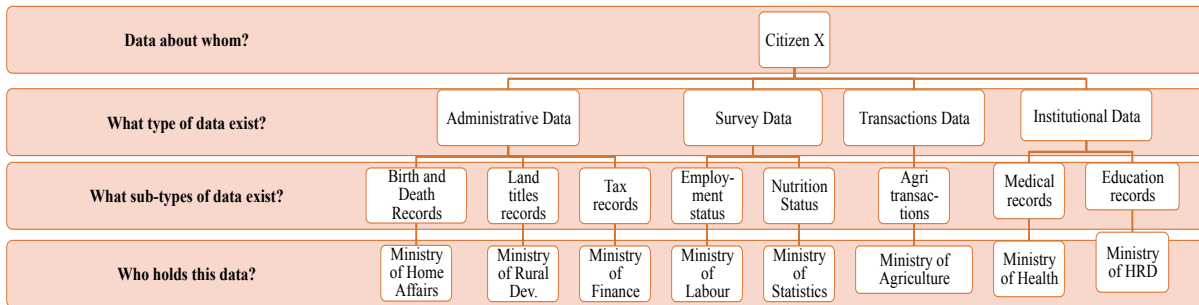 Data about whom?
Citizen X
What type of data exist?
Administrative Data
Survey Data
Transactions Data
Institutional Data
What sub-types of data exist?
Birth and
Death
Records
Land
titles
records
Tax
records
Employ-
ment
status
Nutrition
Status
Agri
transac-
tions
Medical
records
Education
records
Who holds this data?
Ministry
of Home
Affairs
Ministry
of Rural
Dev.
Ministry
of
Finance
Ministry
of
Labour
Ministry
of
Statistics
Ministry of
Agriculture
Ministry
of Health
Ministry
of HRD